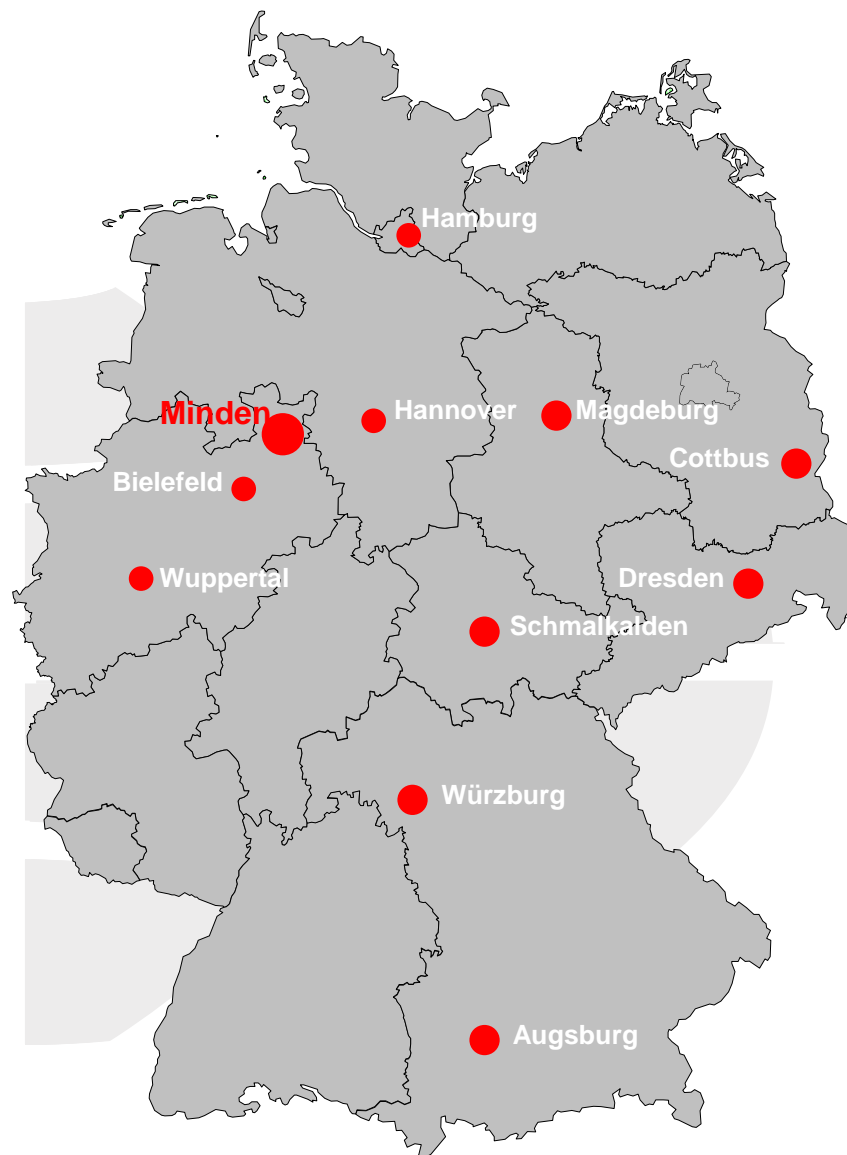 Hamburg
Minden
Hannover
Magdeburg
Cottbus
Bielefeld
Wuppertal
Dresden
Schmalkalden
Würzburg
Augsburg